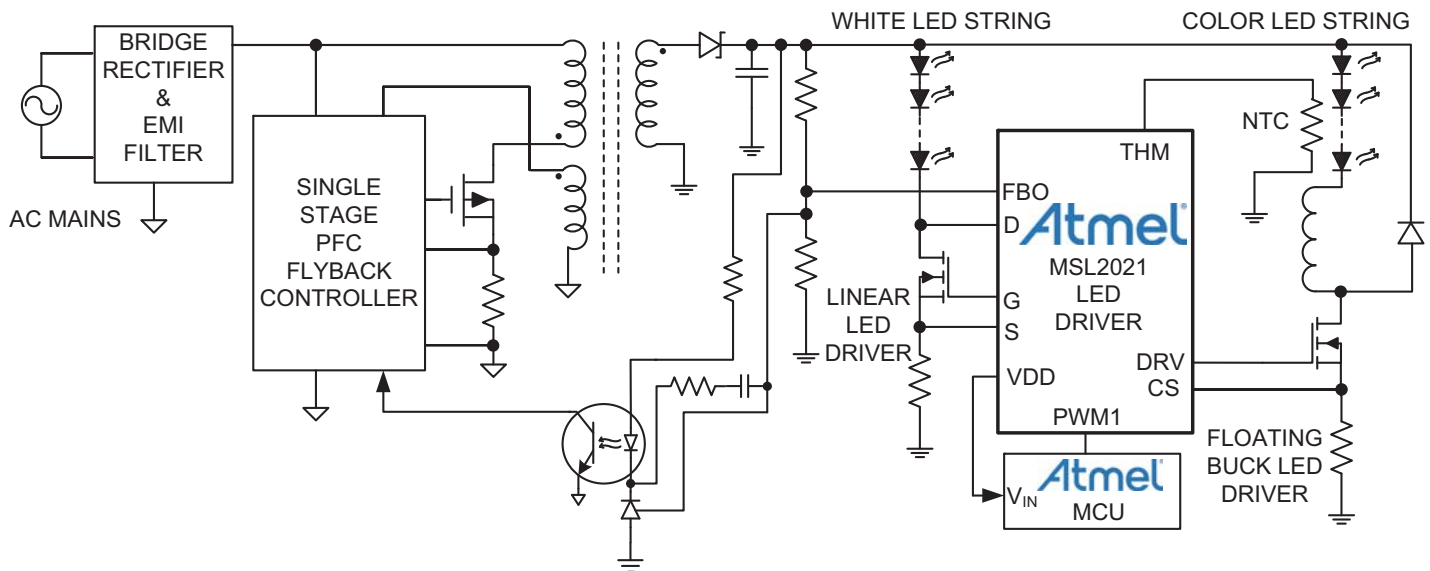 WHITE LED STRING
COLOR LED STRING
BRIDGE
RECTIFIER
&
EMI
FILTER
AC MAINS
SINGLE
STAGE
PFC
FLYBACK
CONTROLLER
LINEAR
LED
DRIVER
THM
FBO
D
G
S
VDD
Atmel®
MSL2021
LED
DRIVER
DRV
CS
PWM1
NTC
VIN
Atmel
MCU
FLOATING
BUCK LED
DRIVER